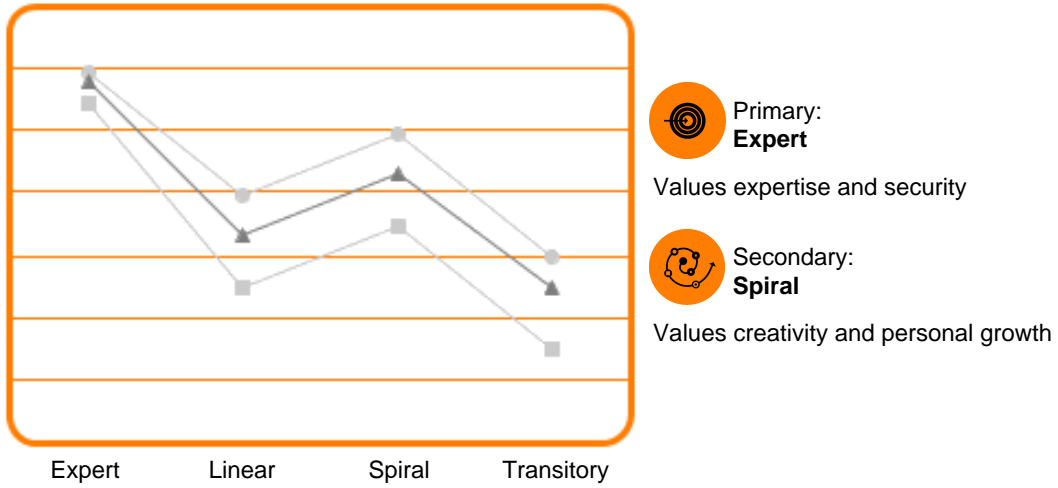 Primary:
Expert
Values expertise and security
Secondary:
Spiral
Values creativity and personal growth
Expert
Linear
Spiral
Transitory